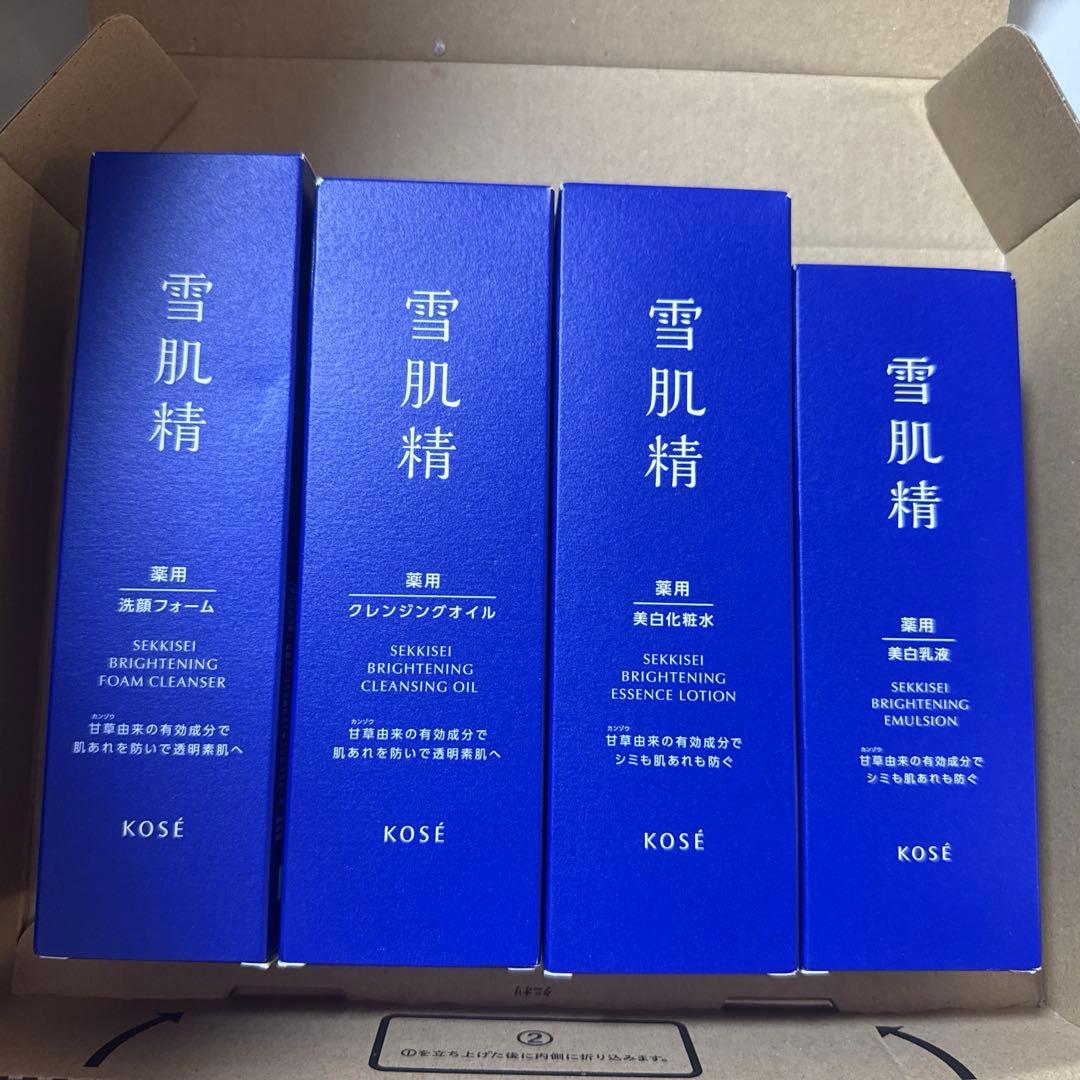 雪肌精
薬用
洗顔フォーム
SEKKISEI
BRIGHTENING
FOAM CLEANSER
カンゾウ
甘草由来の有効成分で
肌あれを防いで透明素肌へ
KOSÉ
雪肌精
薬用
クレンジングオイル
SEKKISEI
BRIGHTENING
CLEANSING OIL
カンゾウ
甘草由来の有効成分で
肌あれを防いで透明素肌へ
KOSÉ
雪肌精
薬用
美白化粧水
SEKKISEI
BRIGHTENING
ESSENCE LOTION
カンゾウ
甘草由来の有効成分で
シミも肌あれも防ぐ
KOSÉ
雪肌精
薬用
美白乳液
SEKKISEI
BRIGHTENING
EMULSION
カンゾウ
甘草由来の有効成分で
シミも肌あれも防ぐ
KOSÉ
タニオリ
②
①を立ち上げた後に内側に折り込みます。